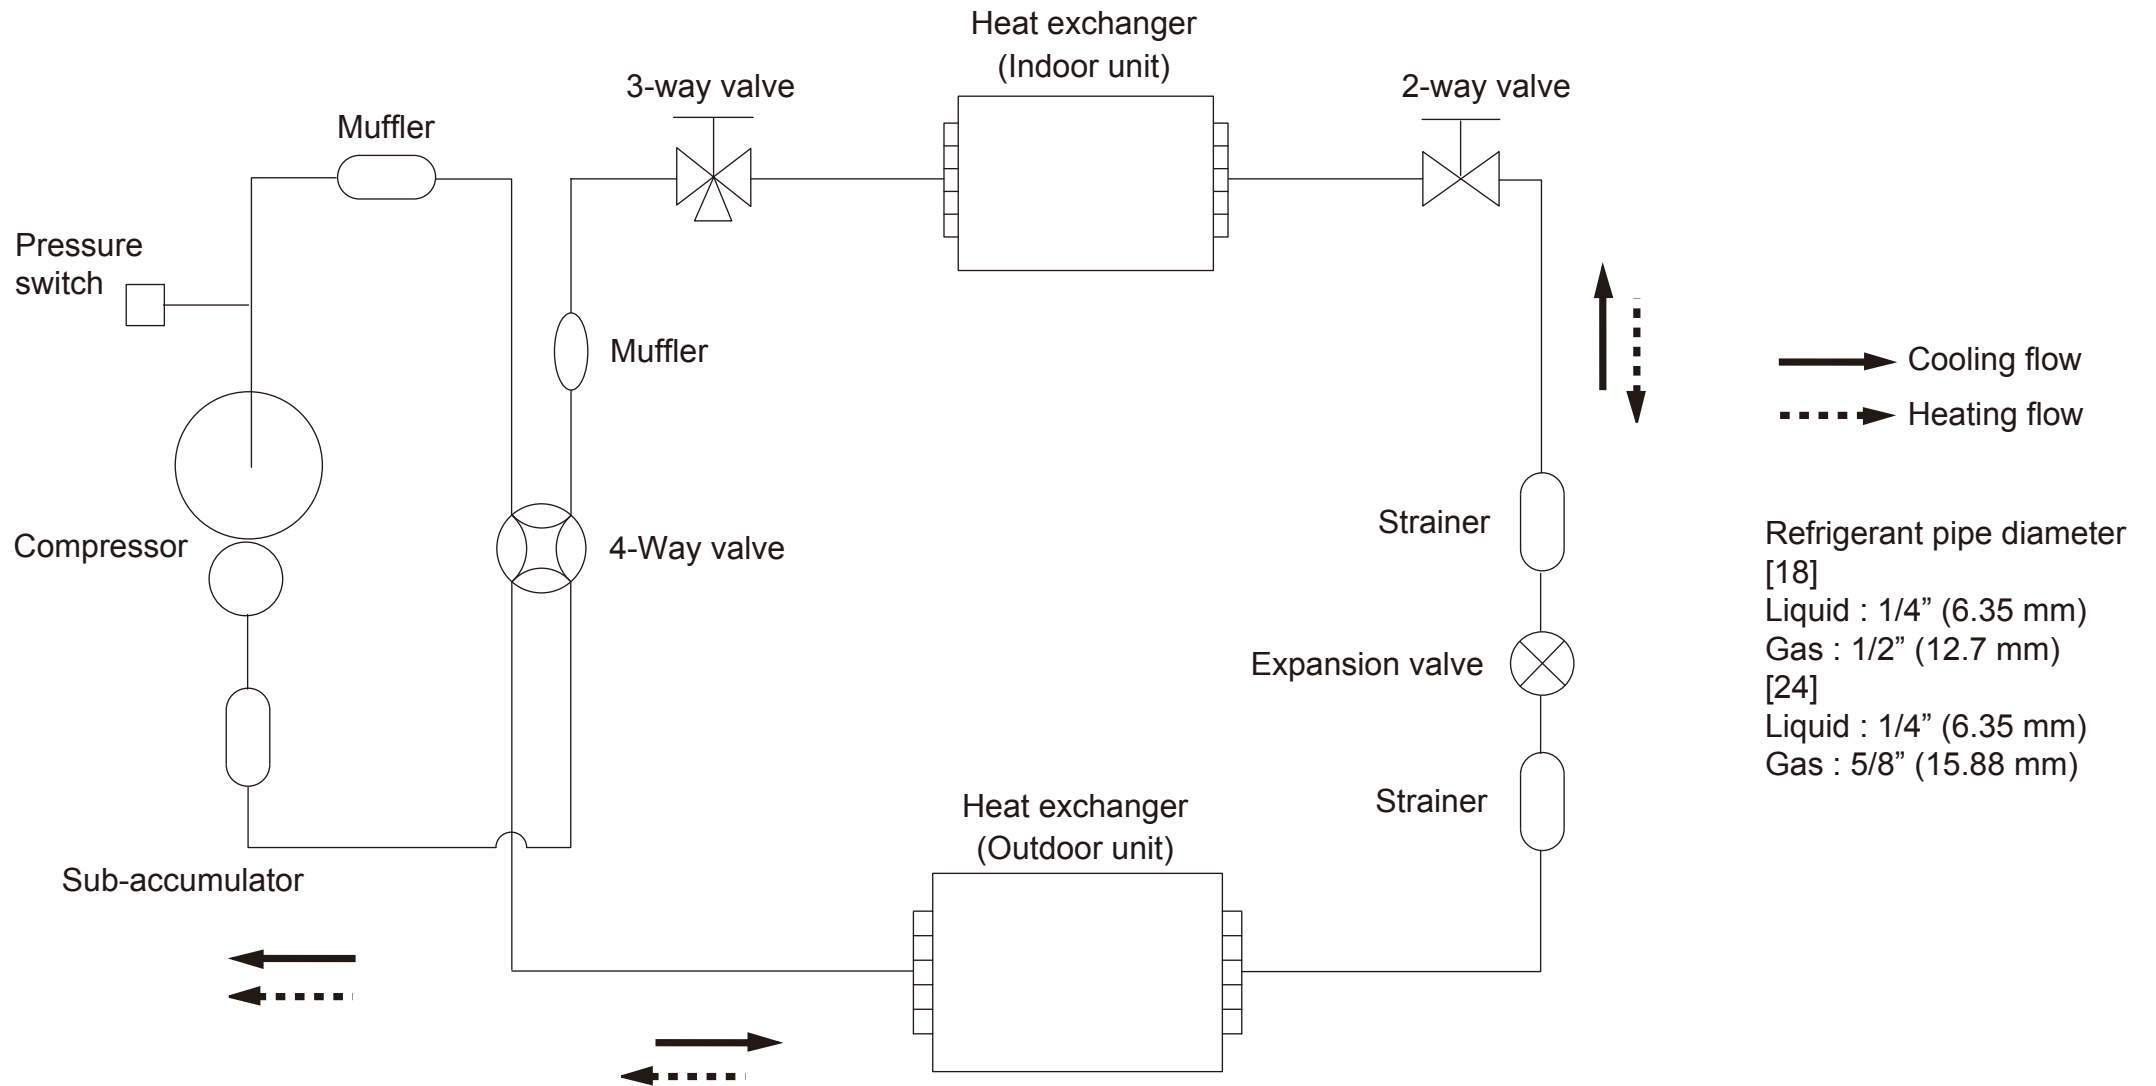 Heat exchanger
(Indoor unit)
3-way valve
2-way valve
Muffler
Pressure
switch
Muffler
Cooling flow
Heating flow
Strainer
Compressor
4-Way valve
Refrigerant pipe diameter
[18]
Liquid : 1/4” (6.35 mm)
Gas : 1/2” (12.7 mm)
[24]
Liquid : 1/4” (6.35 mm)
Gas : 5/8” (15.88 mm)
Expansion valve
Strainer
Heat exchanger
(Outdoor unit)
Sub-accumulator